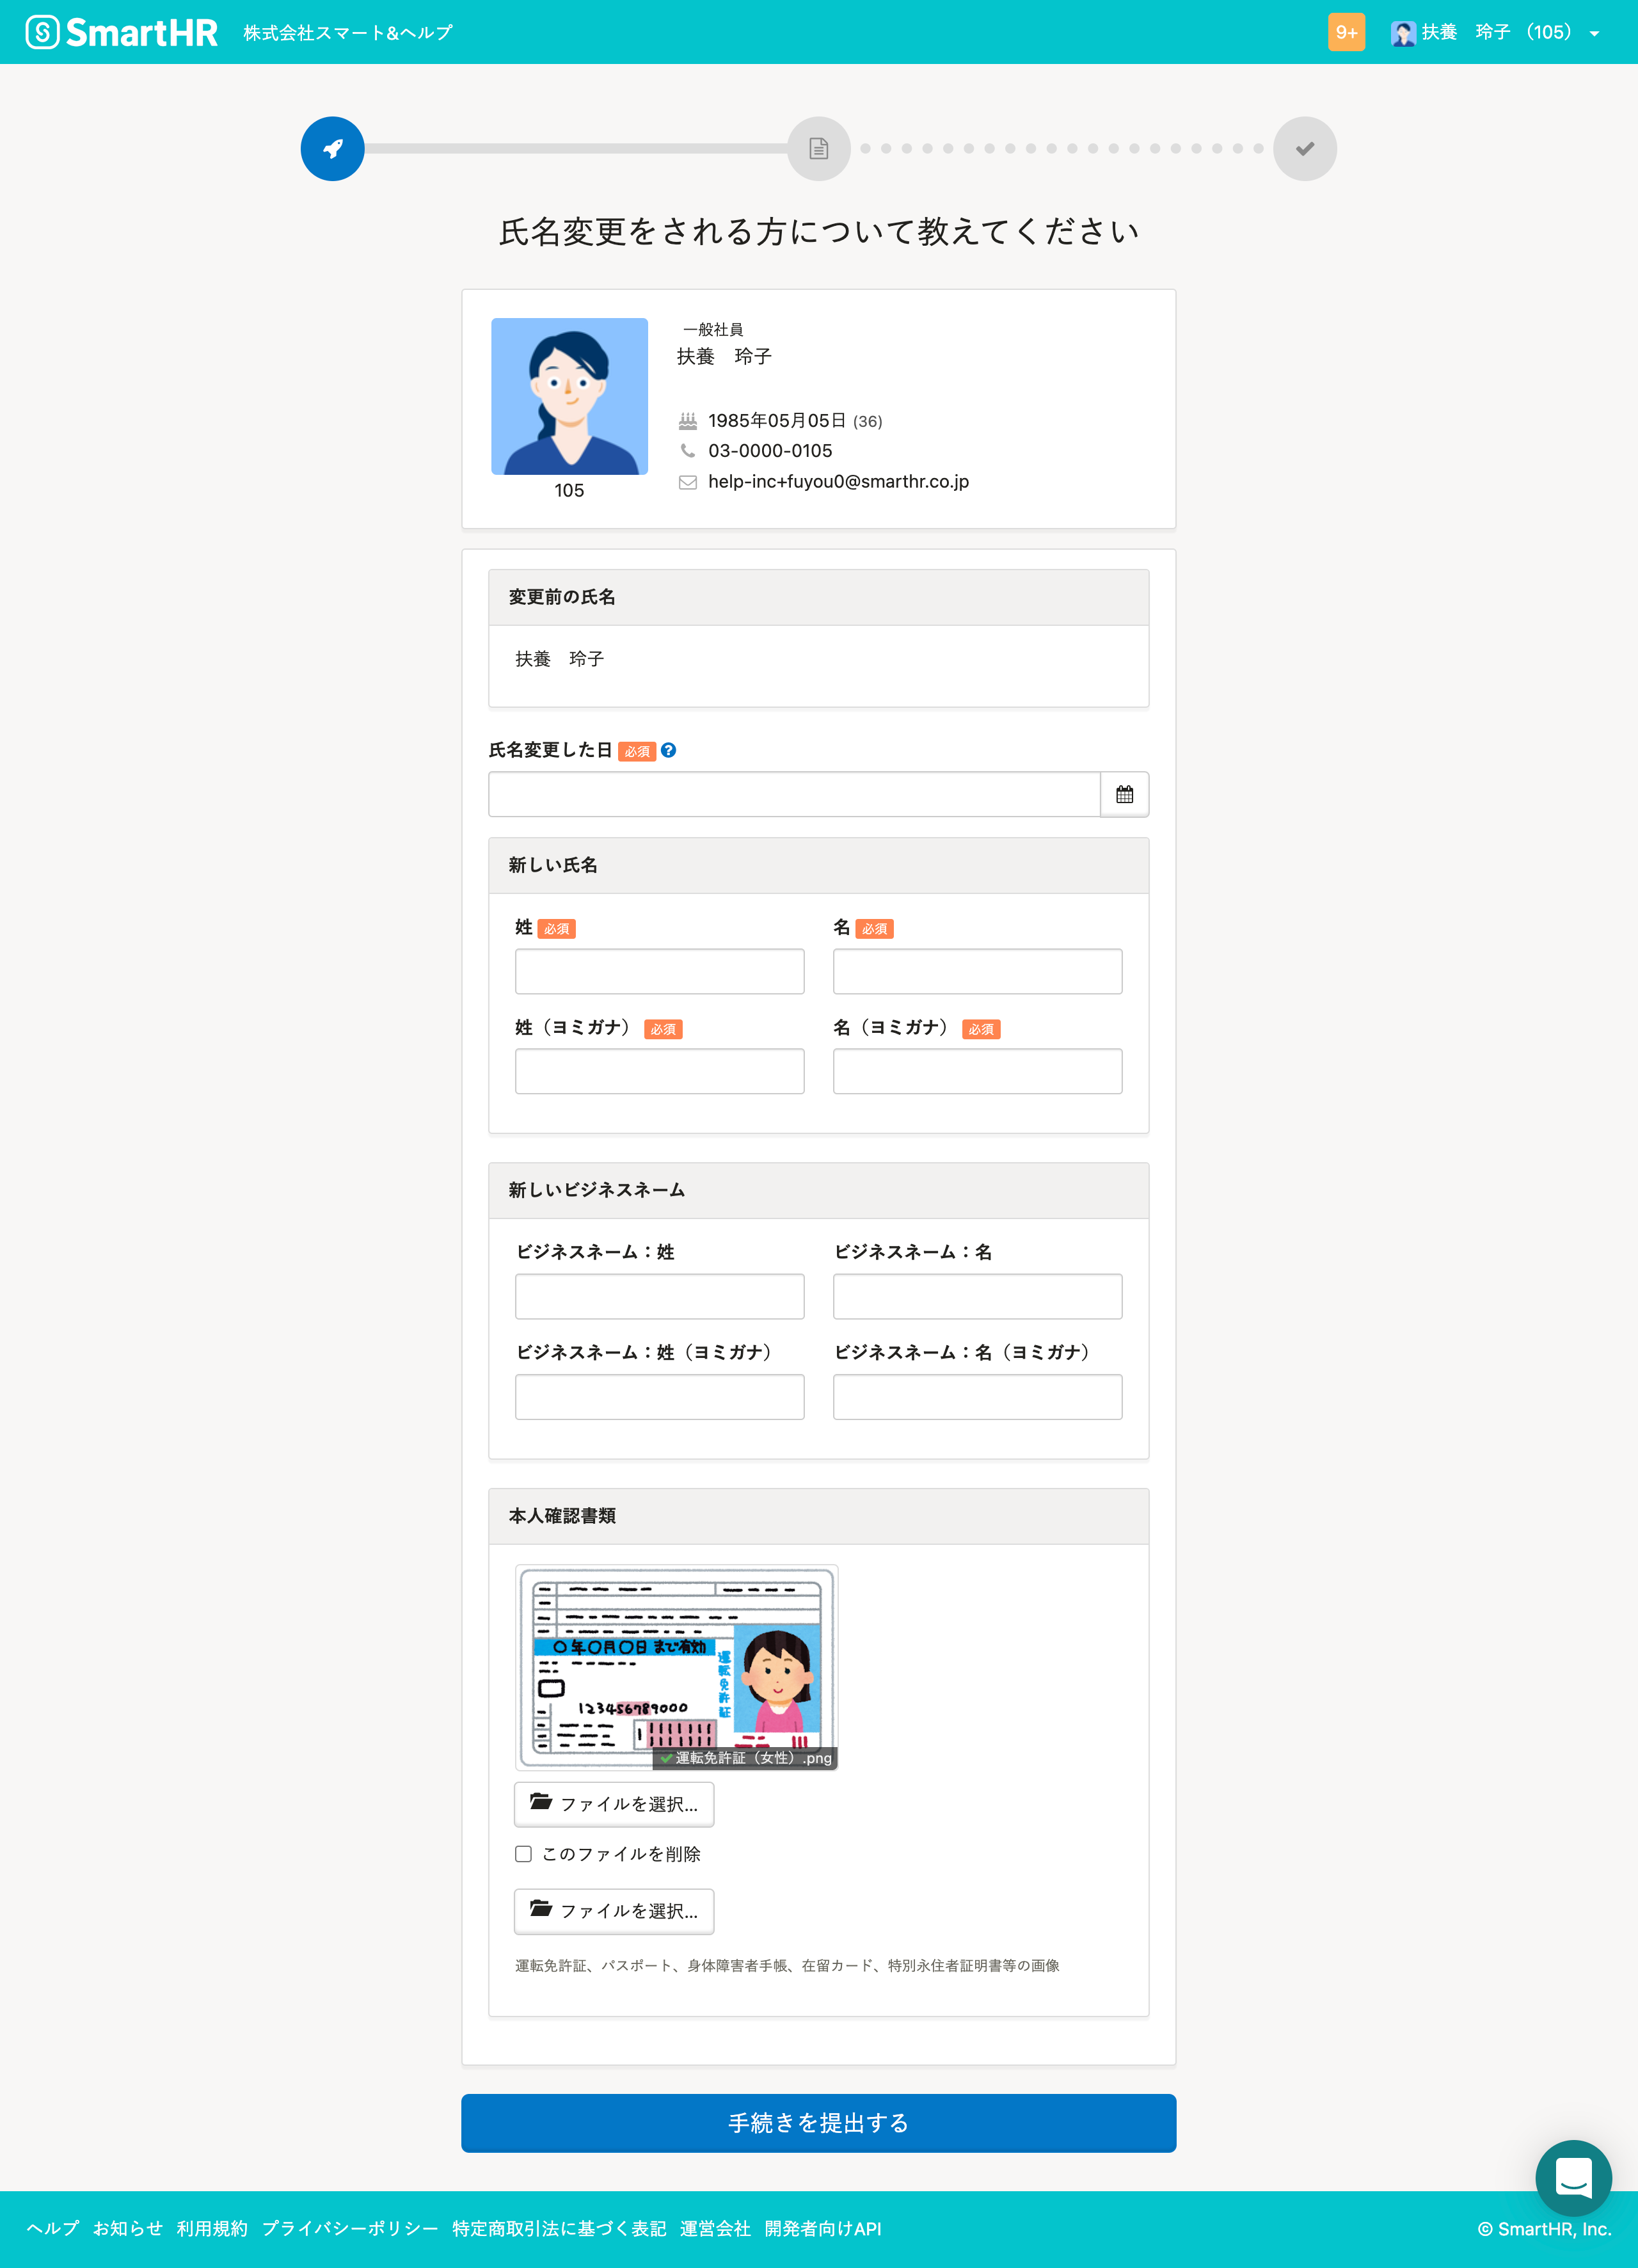 SmartHR 株式会社スマート&ヘルプ 9+ 扶養　玲子 （105）
氏名変更をされる方について教えてください
一般社員
扶養　玲子
1985年05月05日 (36)
03-0000-0105
help-inc+fuyou0@smarthr.co.jp
105
変更前の氏名
扶養　玲子
氏名変更した日 必須
新しい氏名
姓 必須 名 必須
姓（ヨミガナ） 必須 名（ヨミガナ） 必須
新しいビジネスネーム
ビジネスネーム：姓 ビジネスネーム：名
ビジネスネーム：姓（ヨミガナ） ビジネスネーム：名（ヨミガナ）
本人確認書類
〇年〇月〇日 まで有効
運転免許証
123456789000
運転免許証（女性）.png
ファイルを選択...
このファイルを削除
ファイルを選択...
運転免許証、パスポート、身体障害者手帳、在留カード、特別永住者証明書等の画像
手続きを提出する
ヘルプ お知らせ 利用規約 プライバシーポリシー 特定商取引法に基づく表記 運営会社 開発者向けAPI © SmartHR, Inc.